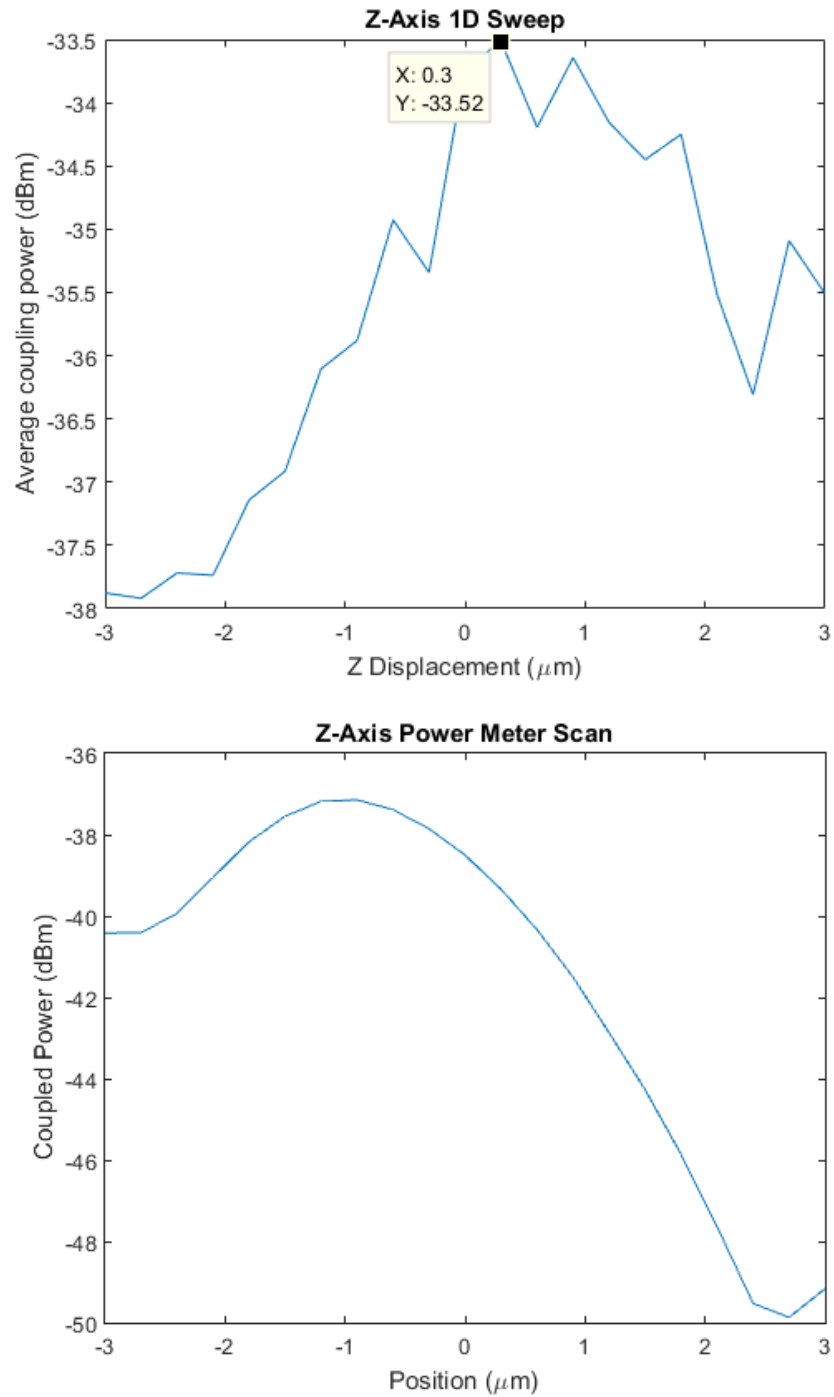 Z-Axis 1D Sweep
Average coupling power (dBm)
-33.5
-34
-34.5
-35
-35.5
-36
-36.5
-37
-37.5
-38
X: 0.3
Y: -33.52
-3 -2 -1 0 1 2 3
Z Displacement (μm)
Z-Axis Power Meter Scan
Coupled Power (dBm)
-36
-38
-40
-42
-44
-46
-48
-50
-3 -2 -1 0 1 2 3
Position (μm)